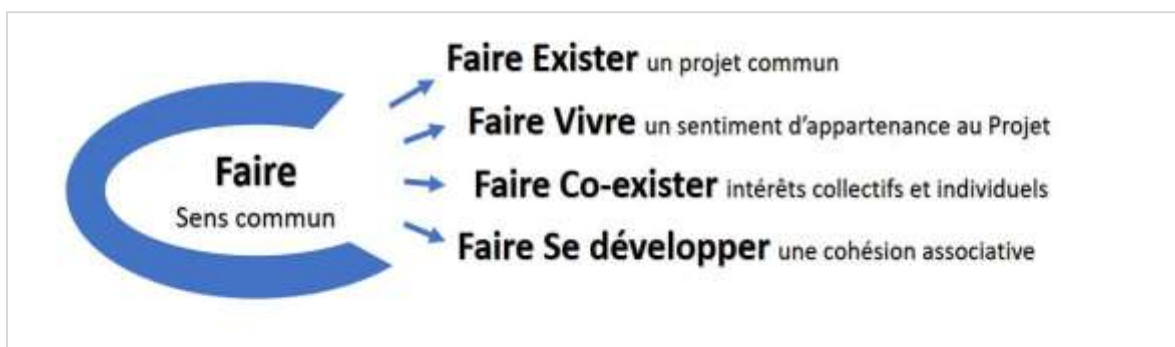 Faire Exister un projet commun
Faire Vivre un sentiment d'appartenance au Projet
Faire
Sens commun
Faire Co-exister intérêts collectifs et individuels
Faire Se développer une cohésion associative